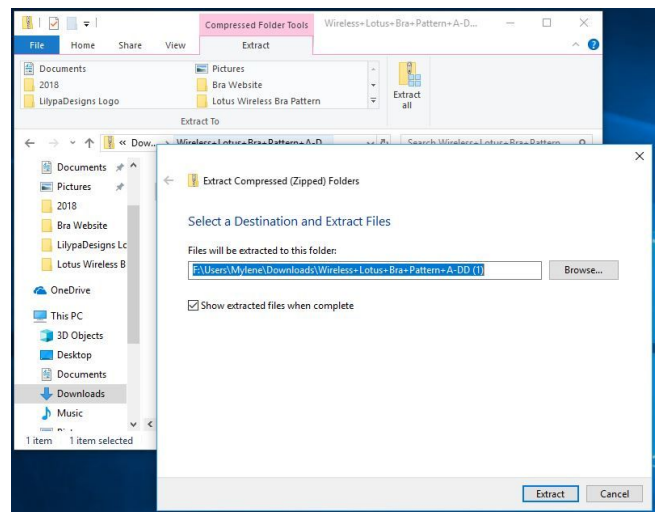 Compressed Folder Tools
Wireless+Lotus+Bra+Pattern+A-D...
File Home Share View Extract
Documents
2018
LilypaDesigns Logo
Pictures
Bra Website
Lotus Wireless Bra Pattern
Extract all
Extract To
« Dow... Wireless+Lotus+Bra+Pattern+A-D
Search Wireless+Lotus+Bra+Pattern
Documents
Pictures
2018
Bra Website
LilypaDesigns Lc
Lotus Wireless B
OneDrive
This PC
3D Objects
Desktop
Documents
Downloads
Music
1 item 1 item selected
Extract Compressed (Zipped) Folders
Select a Destination and Extract Files
Files will be extracted to this folder:
F:\Users\Mylene\Downloads\Wireless+Lotus+Bra+Pattern+A-DD (1)
Browse...
Show extracted files when complete
Extract Cancel